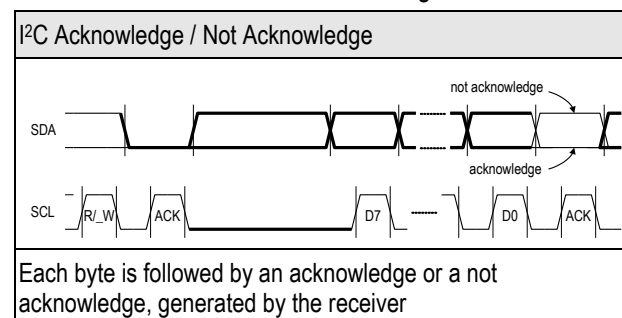 I²C Acknowledge / Not Acknowledge
not acknowledge
SDA
acknowledge
SCL R/_W ACK D7 D0 ACK
Each byte is followed by an acknowledge or a not
acknowledge, generated by the receiver